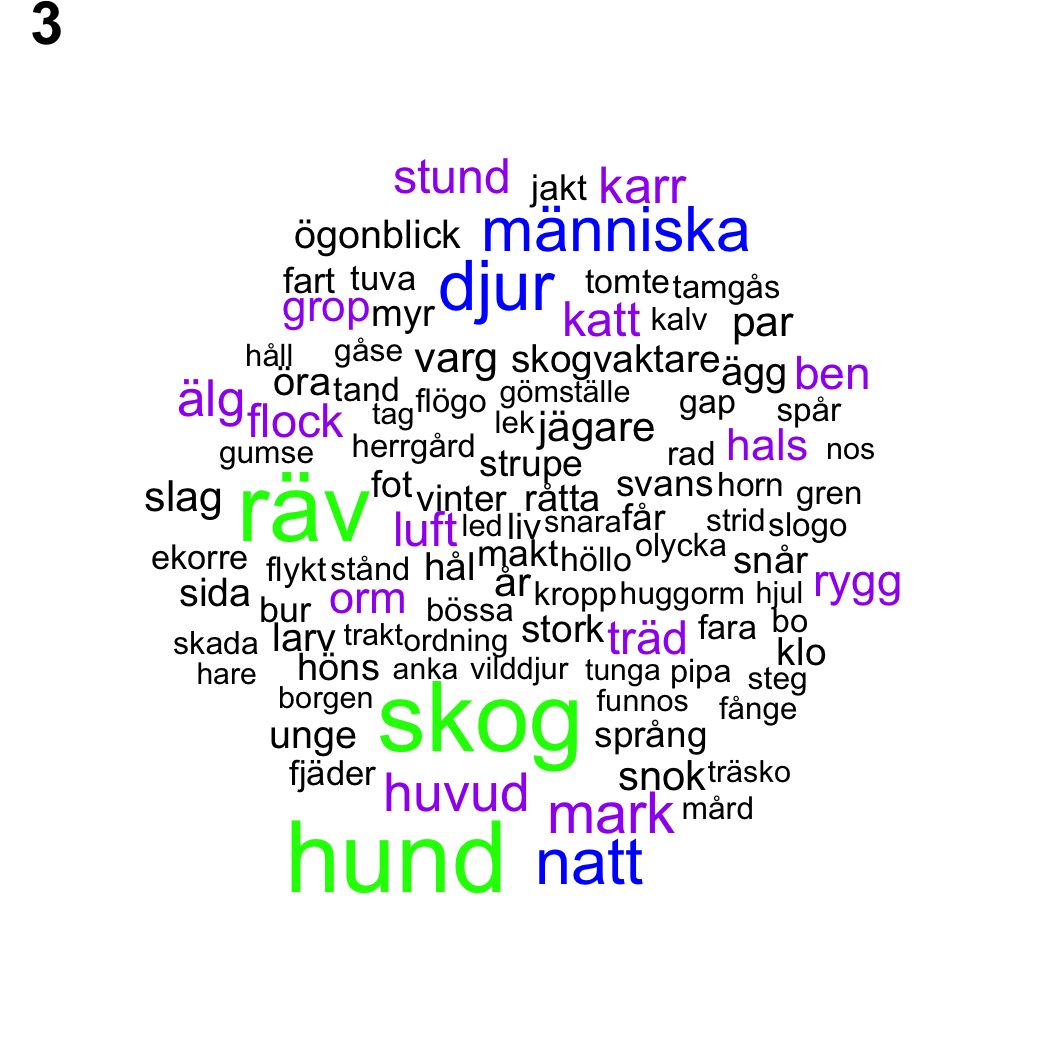 3
stund jakt karr
ögonblick människa
fart tuva djur tomte tamgås
grop myr katt kalv par
håll gåse varg skogvaktare ägg ben
älg öra tand flögo gömställe gap spår
flock tag lek jägare
gumse herrgård strupe rad hals nos
slag räv fot vinter råtta svans horn gren
luft led liv snara får strid slogo
ekorre flykt stånd hål makt höllo olycka snår
sida bur orm bössa år kropp huggorm hjul rygg
skada larv trakt ordning stork träd fara bo
hare höns anka vilddjur tunga pipa klo
borgen skog funnos steg fånge
unge språng
fjäder snok träsko
huvud mark mård
hund natt